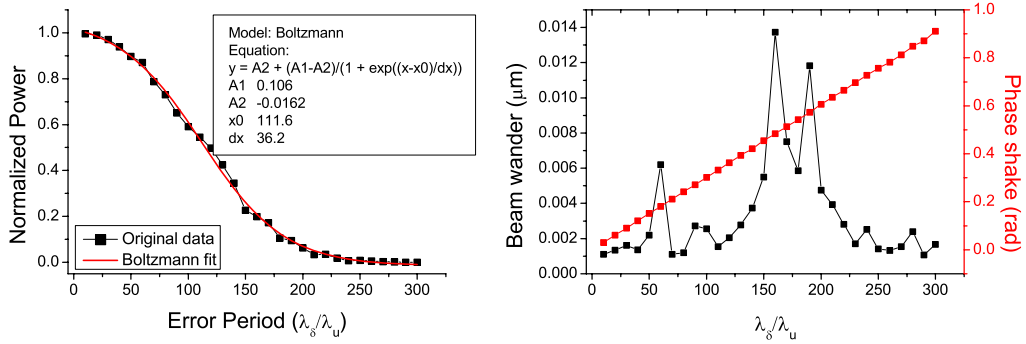 Model: Boltzmann
Equation:
y = A2 + (A1-A2)/(1 + exp((x-x0)/dx))
A1 0.106
A2 -0.0162
x0 111.6
dx 36.2
1.0
0.8
0.6
0.4
0.2
0.0
Normalized Power
Original data
Boltzmann fit
0 50 100 150 200 250 300
Error Period (λδ/λu)
0.014
0.012
0.010
0.008
0.006
0.004
0.002
0.000
Beam wander (μm)
0 50 100 150 200 250 300
λδ/λu
1.0
0.8
0.6
0.4
0.2
0.0
Phase shake (rad)